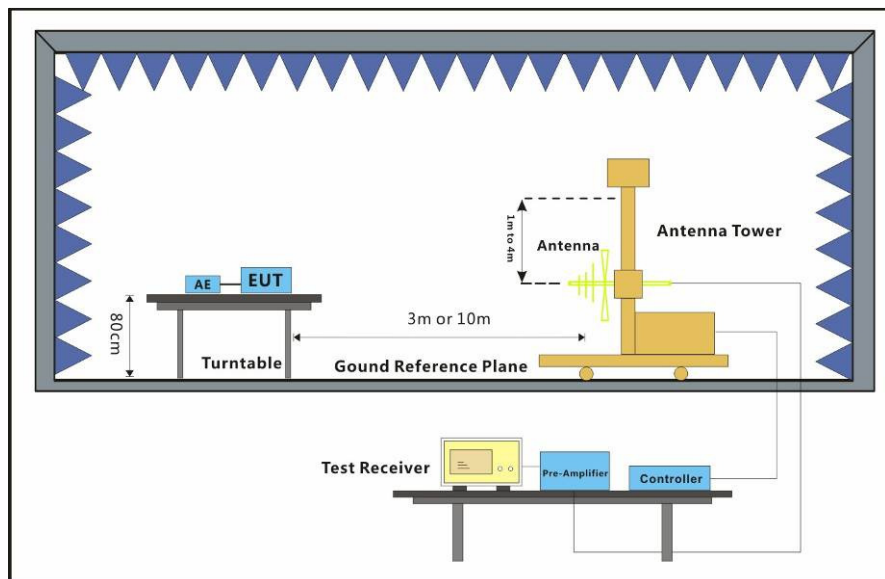 1m to 4m
Antenna
Antenna Tower
AE
EUT
80cm
3m or 10m
Turntable
Gound Reference Plane
Test Receiver
Pre-Amplifier
Controller